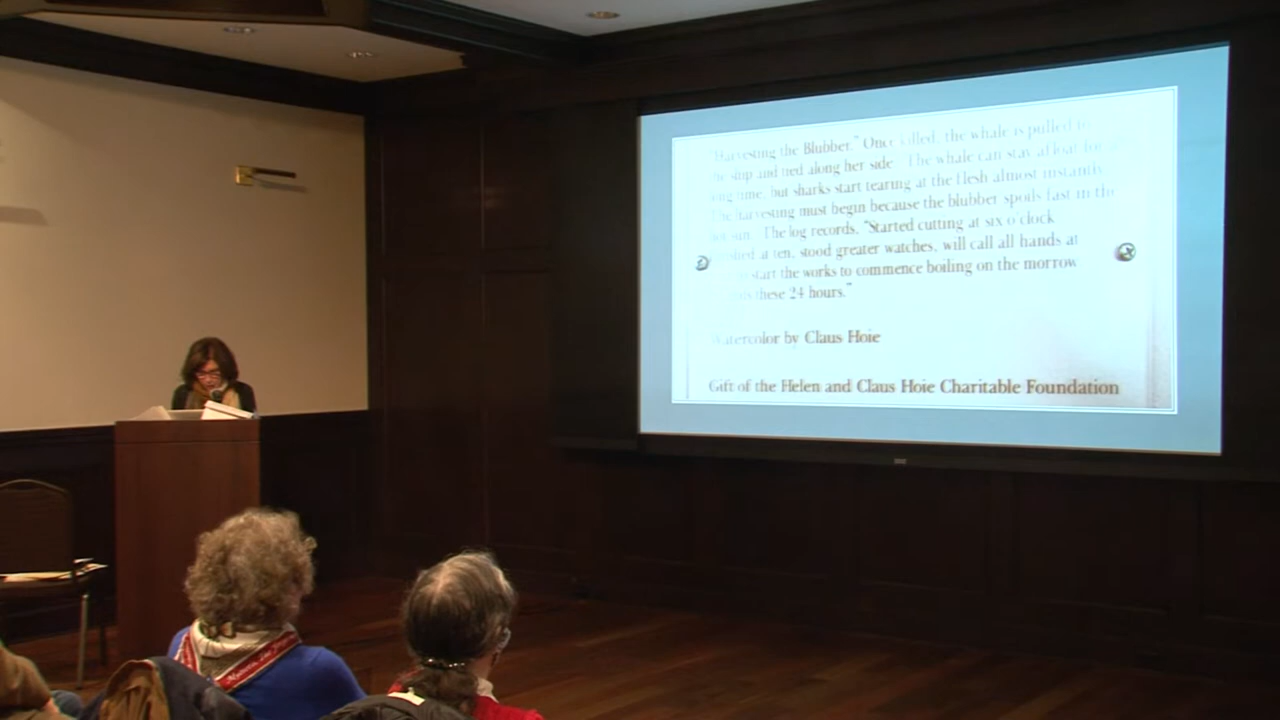 Harvesting the Blubber." Once killed, the whale is pulled to
the ship and tied along her side. The whale can stay afloat for a
long time, but sharks start tearing at the flesh almost instantly.
The harvesting must begin because the blubber spoils fast in the
hot sun. The log records, "Started cutting at six o'clock
at ten, stood greater watches, will call all hands at
start the works to commence boiling on the morrow
these 24 hours."
Watercolor by Claus Hoie
Gift of the Helen and Claus Hoie Charitable Foundation